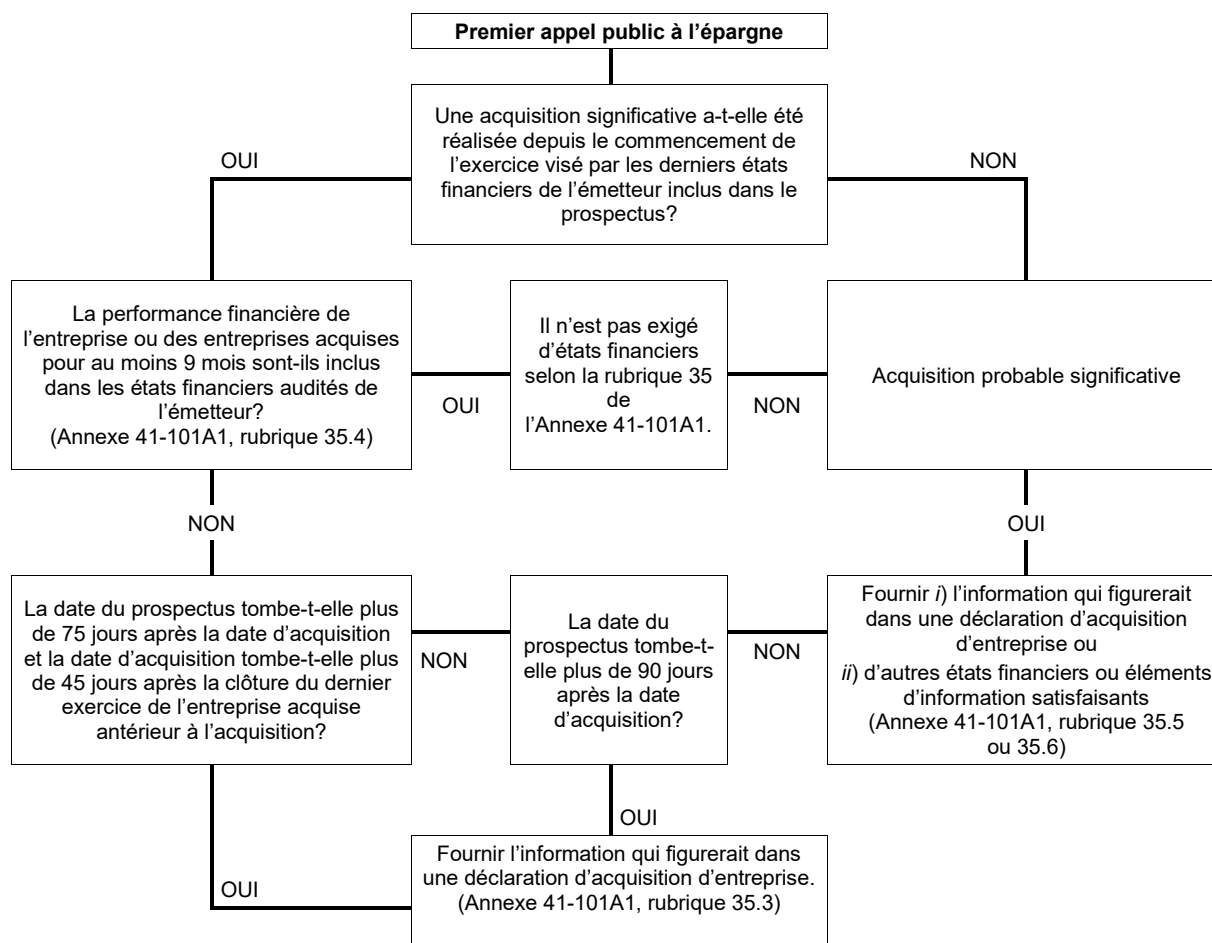 Premier appel public à l’épargne
Une acquisition significative a-t-elle été
réalisée depuis le commencement de
l’exercice visé par les derniers états
financiers de l’émetteur inclus dans le
prospectus?
OUI
NON
La performance financière de
l’entreprise ou des entreprises acquises
pour au moins 9 mois sont-ils inclus
dans les états financiers audités de
l’émetteur?
(Annexe 41-101A1, rubrique 35.4)
OUI
Il n’est pas exigé
d’états financiers
selon la rubrique 35
de
l’Annexe 41-101A1.
NON
Acquisition probable significative
NON
OUI
La date du prospectus tombe-t-elle plus
de 75 jours après la date d’acquisition
et la date d’acquisition tombe-t-elle plus
de 45 jours après la clôture du dernier
exercice de l’entreprise acquise
antérieur à l’acquisition?
NON
La date du
prospectus tombe-t-
elle plus de 90 jours
après la date
d’acquisition?
NON
Fournir i) l’information qui figurerait
dans une déclaration d’acquisition
d’entreprise ou
ii) d’autres états financiers ou éléments
d’information satisfaisants
(Annexe 41-101A1, rubrique 35.5
ou 35.6)
OUI
OUI
Fournir l’information qui figurerait dans
une déclaration d’acquisition d’entreprise.
(Annexe 41-101A1, rubrique 35.3)